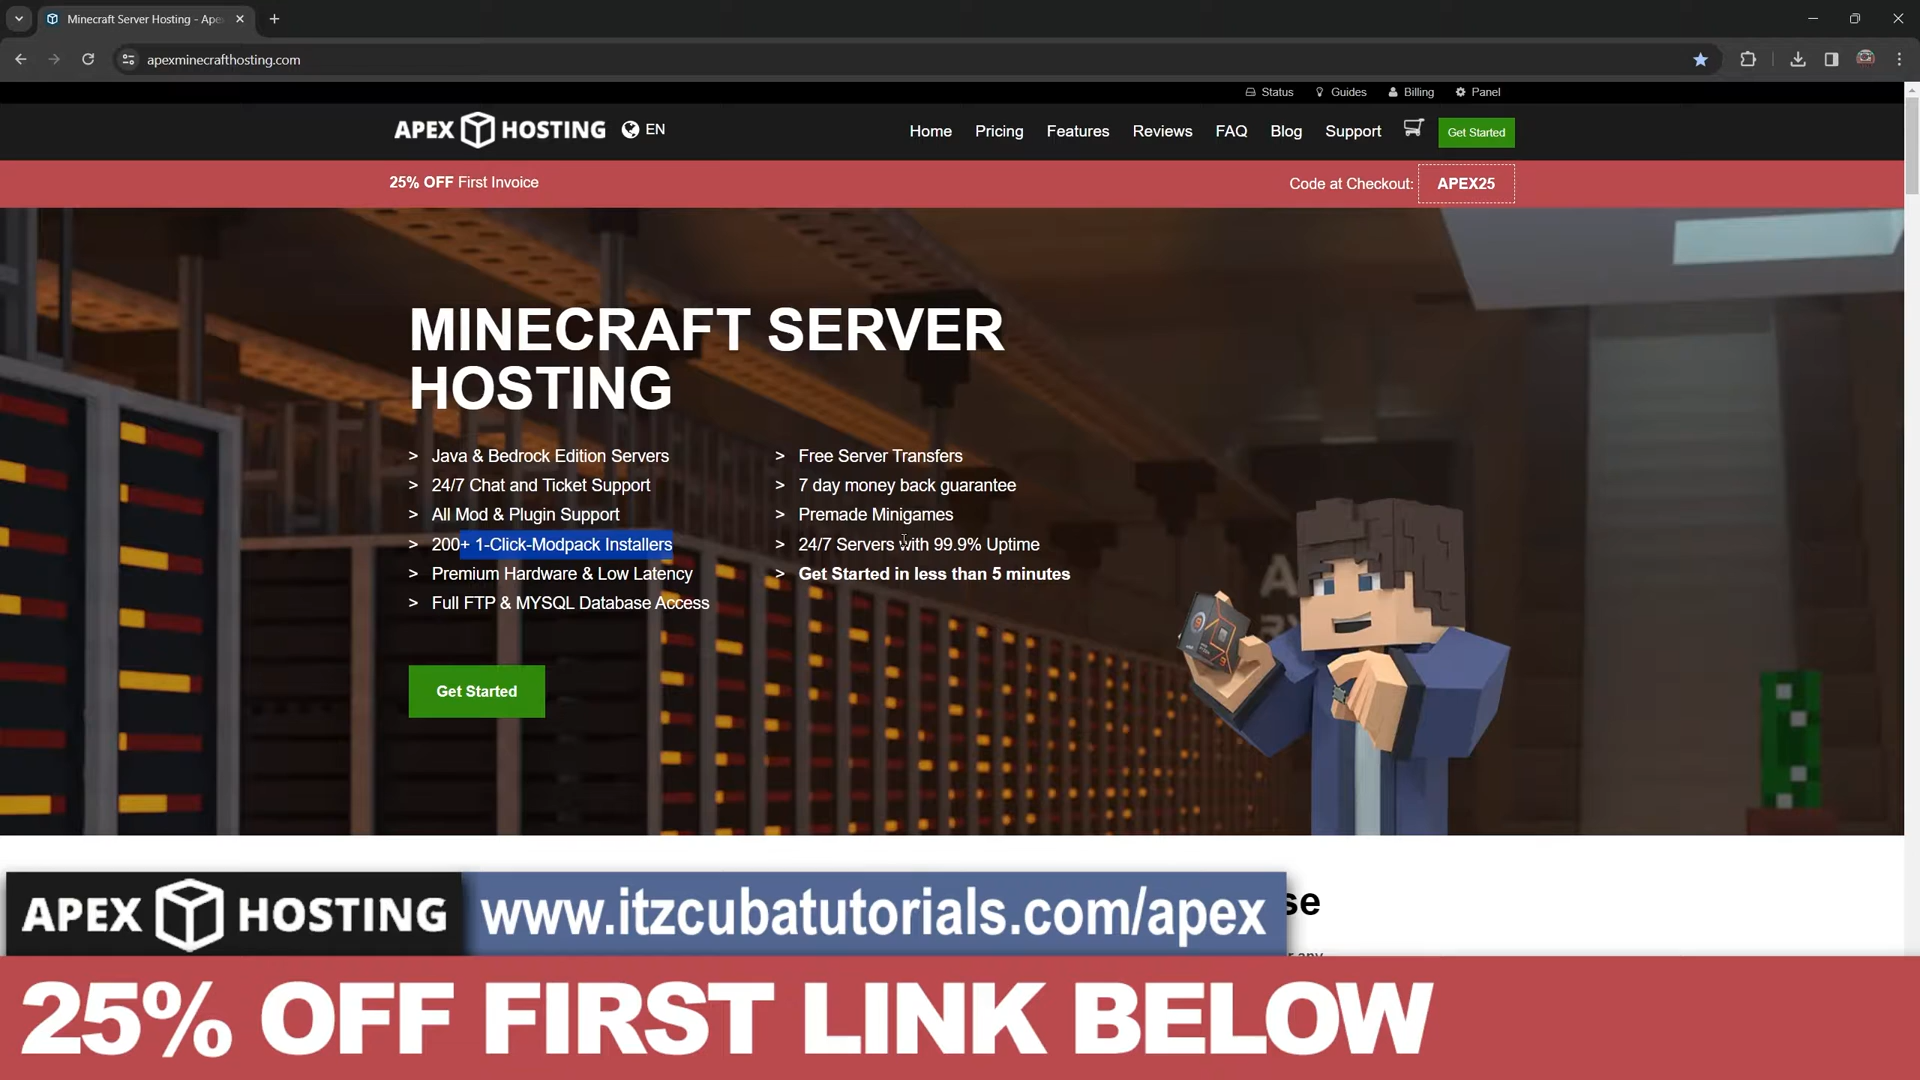 Minecraft Server Hosting - Ape
apexminecrafthosting.com
Status Guides Billing Panel
APEX HOSTING EN
Home Pricing Features Reviews FAQ Blog Support Get Started
25% OFF First Invoice
Code at Checkout: APEX25
MINECRAFT SERVER
HOSTING
> Java & Bedrock Edition Servers
> 24/7 Chat and Ticket Support
> All Mod & Plugin Support
> 200+ 1-Click-Modpack Installers
> Premium Hardware & Low Latency
> Full FTP & MYSQL Database Access
> Free Server Transfers
> 7 day money back guarantee
> Premade Minigames
> 24/7 Servers with 99.9% Uptime
> Get Started in less than 5 minutes
Get Started
se
APEX HOSTING www.itzcubatutorials.com/apex
25% OFF FIRST LINK BELOW